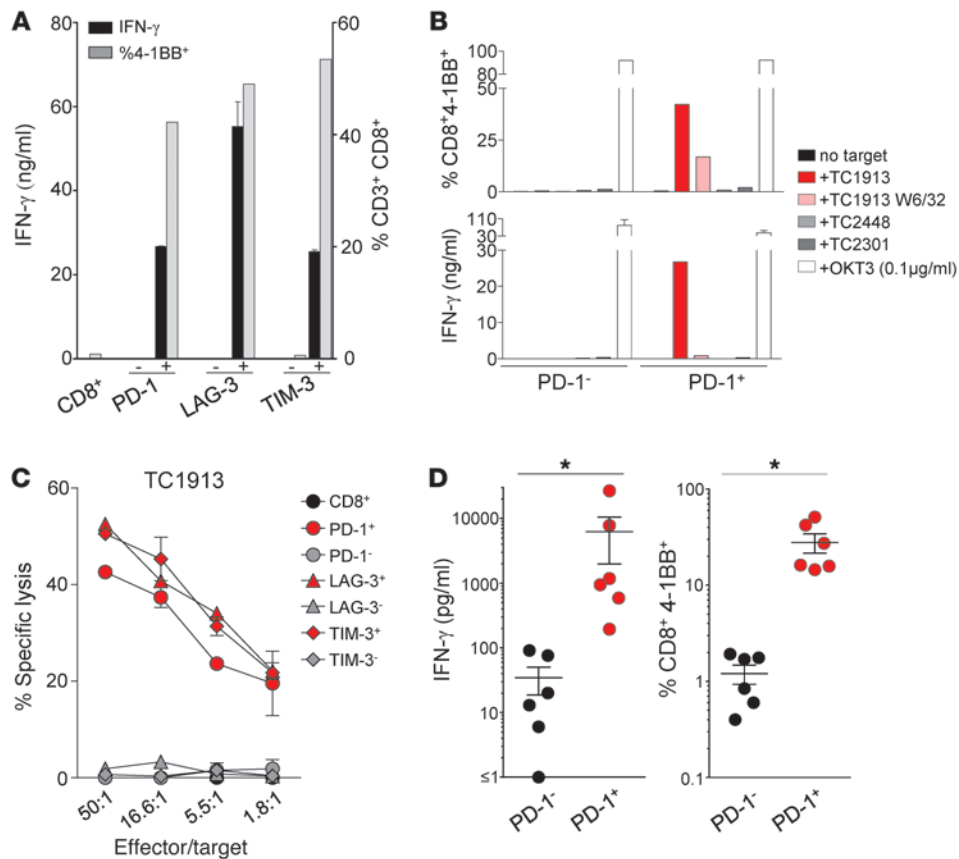 A
IFN-γ
%4-1BB⁺
IFN-γ (ng/ml)
80
60
40
20
0
60
40
20
0
% CD3⁺ CD8⁺
CD8⁺
- +
PD-1
- +
LAG-3
- +
TIM-3
B
% CD8⁺4-1BB⁺
100
75
50
25
0
IFN-γ (ng/ml)
110
30
30
20
10
0
PD-1⁻
PD-1⁺
no target
+TC1913
+TC1913 W6/32
+TC2448
+TC2301
+OKT3 (0.1µg/ml)
C
TC1913
% Specific lysis
60
40
20
0
50:1
16.6:1
5.5:1
1.8:1
Effector/target
CD8⁺
PD-1⁺
PD-1⁻
LAG-3⁺
LAG-3⁻
TIM-3⁺
TIM-3⁻
D
*
IFN-γ (pg/ml)
10000
1000
100
10
≤1
PD-1⁻
PD-1⁺
*
% CD8⁺ 4-1BB⁺
100
10
1
0.1
PD-1⁻
PD-1⁺